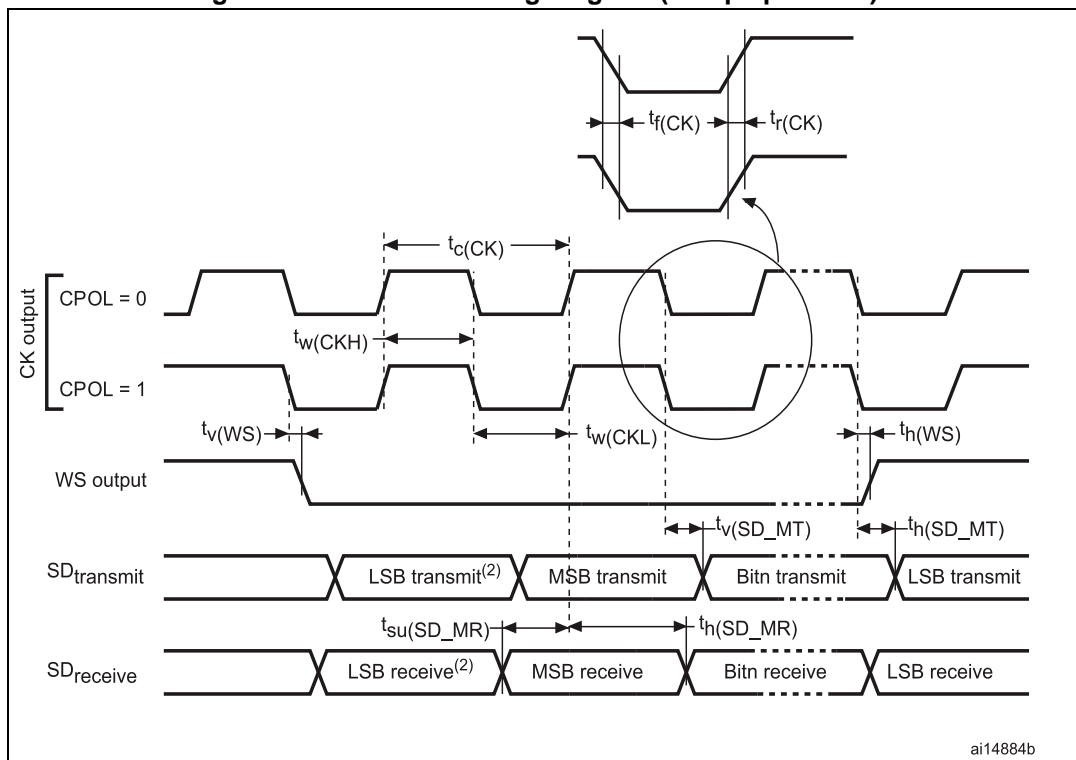 tf(CK)
tr(CK)
tc(CK)
CK output
CPOL = 0
tw(CKH)
CPOL = 1
tv(WS)
tw(CKL)
th(WS)
WS output
tv(SD_MT)
th(SD_MT)
SDtransmit
LSB transmit(2)
MSB transmit
Bitn transmit
LSB transmit
tsu(SD_MR)
th(SD_MR)
SDreceive
LSB receive(2)
MSB receive
Bitn receive
LSB receive
ai14884b